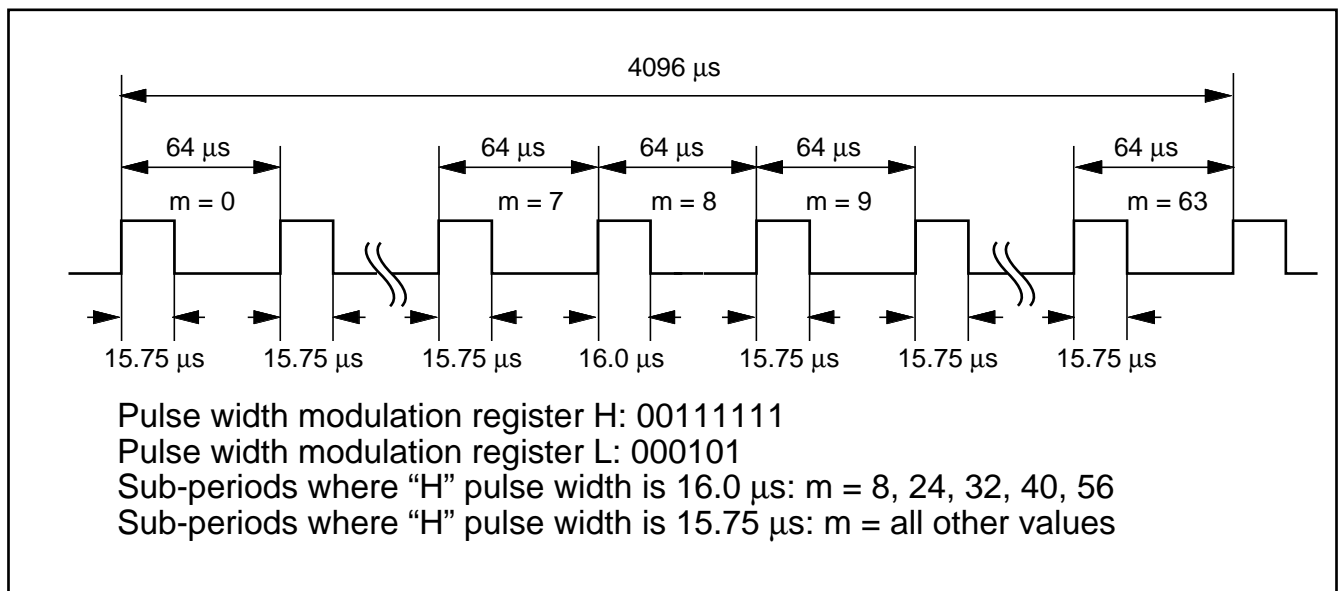 4096 μs
64 μs 64 μs 64 μs 64 μs 64 μs
m = 0 m = 7 m = 8 m = 9 m = 63
15.75 μs 15.75 μs 15.75 μs 16.0 μs 15.75 μs 15.75 μs 15.75 μs
Pulse width modulation register H: 00111111
Pulse width modulation register L: 000101
Sub-periods where “H” pulse width is 16.0 μs: m = 8, 24, 32, 40, 56
Sub-periods where “H” pulse width is 15.75 μs: m = all other values